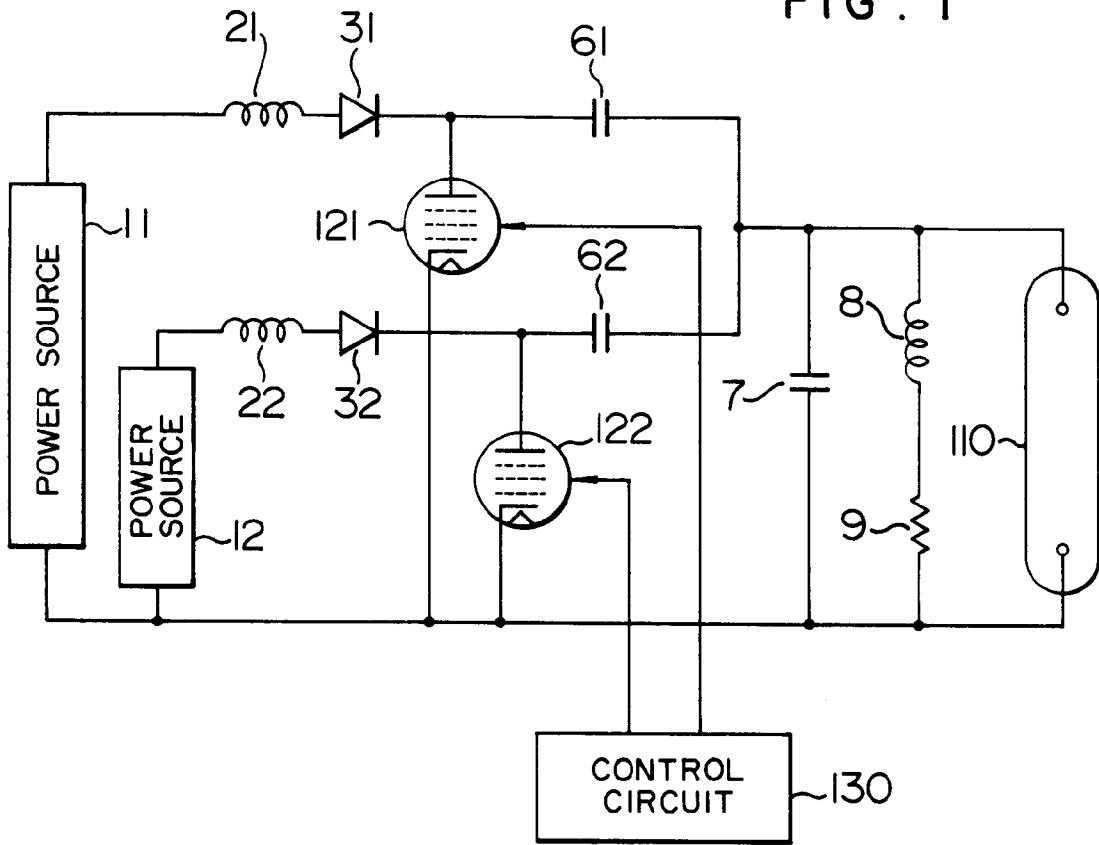 FIG. 1
21
31
61
11
121
POWER SOURCE
62
8
22
32
7
122
110
POWER
SOURCE
12
9
CONTROL
CIRCUIT
130